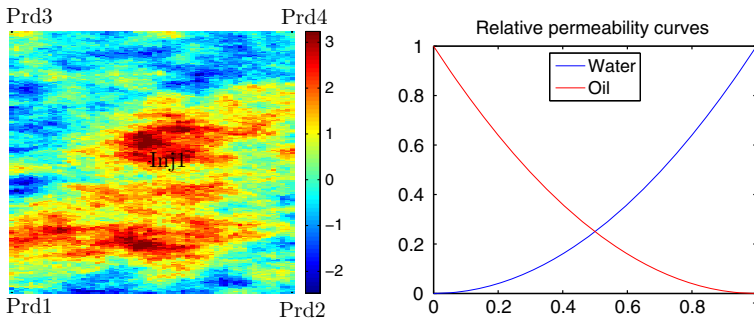 Prd3
Prd4
Inj1
Prd1
Prd2
3
2
1
0
−1
−2
Relative permeability curves
Water
Oil
1
0.8
0.6
0.4
0.2
0
0
0.2
0.4
0.6
0.8